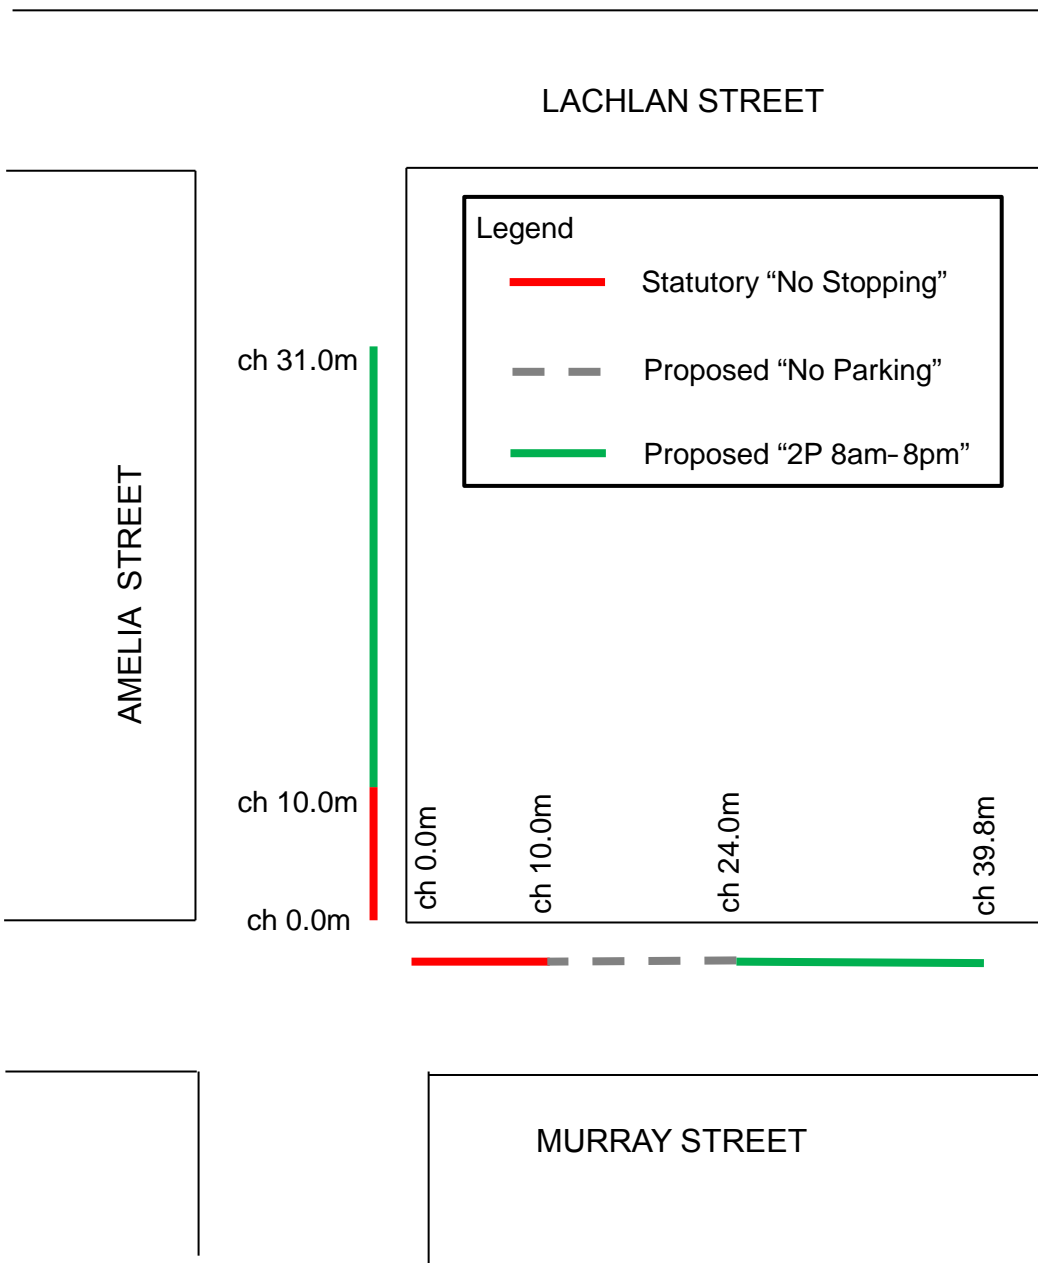 LACHLAN STREET
Legend
Statutory “No Stopping”
Proposed “No Parking”
Proposed “2P 8am-8pm”
ch 31.0m
AMELIA STREET
ch 10.0m
ch 0.0m
ch 0.0m
ch 10.0m
ch 24.0m
ch 39.8m
MURRAY STREET